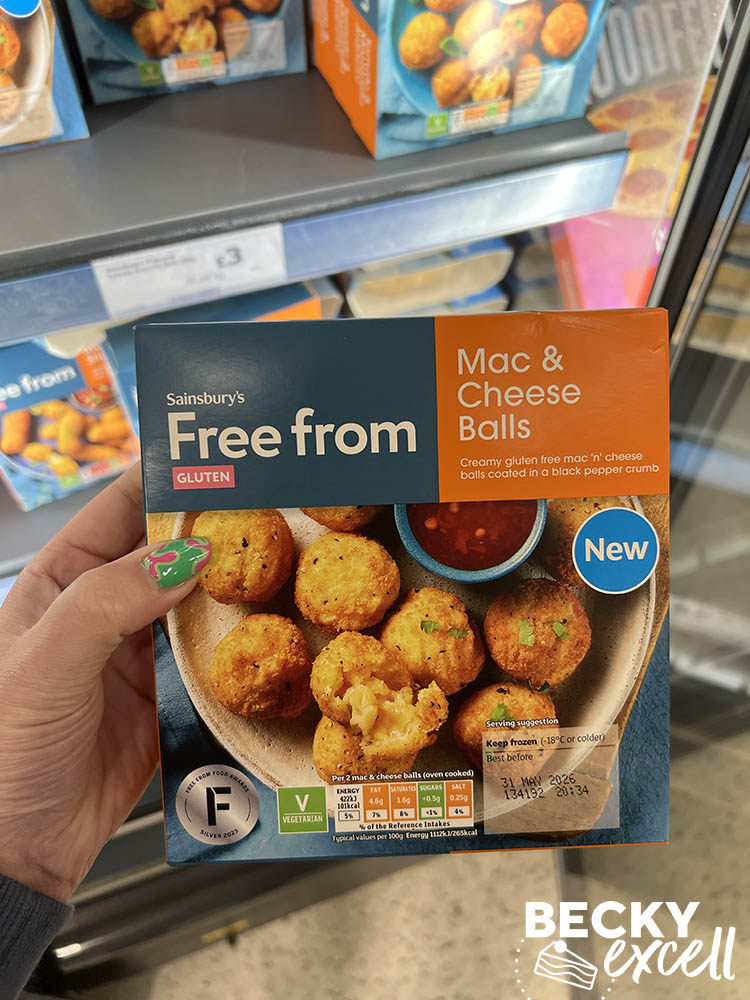 £3
ee from
Sainsbury's
Free from
GLUTEN
Mac &
Cheese
Balls
Creamy gluten free mac 'n' cheese
balls coated in a black pepper crumb
New
Serving suggestion
Keep frozen (-18°C or colder)
Best before
31 MAY 2026
134192 20:34
FREE FROM FOOD AWARDS
F
SILVER 2023
V
VEGETARIAN
Per 2 mac & cheese balls (oven cooked)
ENERGY FAT SATURATES SUGARS SALT
422kJ 4.6g 1.6g <0.5g 0.25g
101kcal
5% 7% 8% <1% 4%
% of the Reference Intakes
Typical values per 100g: Energy 1112kJ/265kcal
BECKY
excell